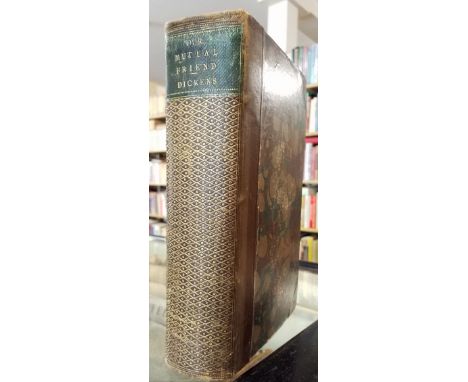 OUR
MUTUAL
FRIEND
DICKENS